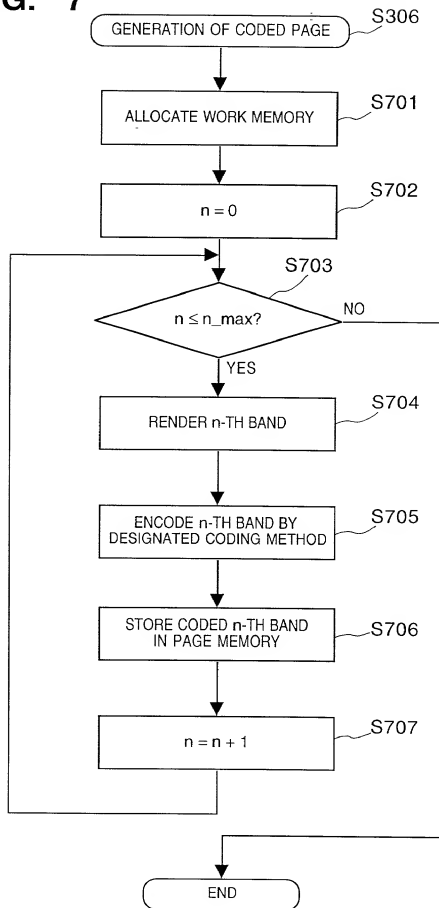 G. 7
GENERATION OF CODED PAGE
S306
ALLOCATE WORK MEMORY
S701
n = 0
S702
S703
n ≤ n_max?
NO
YES
RENDER n-TH BAND
S704
ENCODE n-TH BAND BY
DESIGNATED CODING METHOD
S705
STORE CODED n-TH BAND
IN PAGE MEMORY
S706
n = n + 1
S707
END